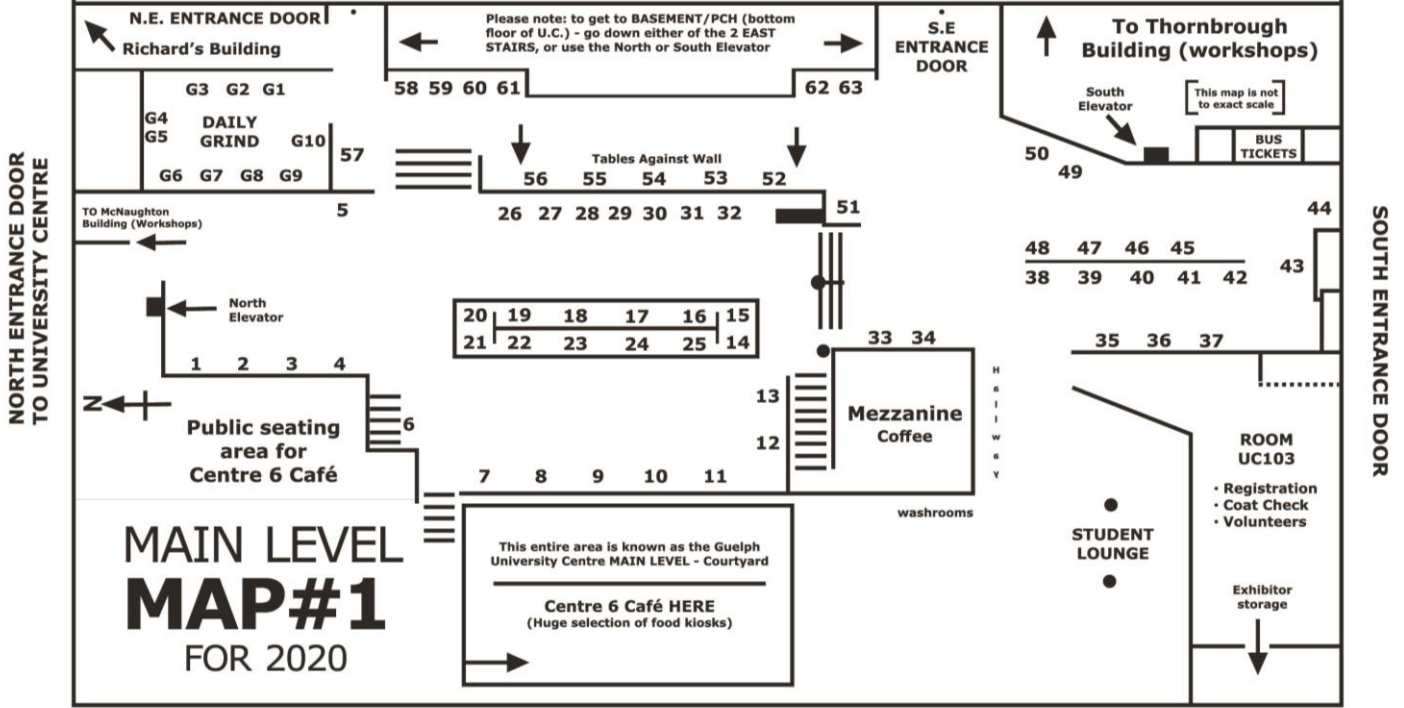 N.E. ENTRANCE DOOR
Richard's Building
Please note: to get to BASEMENT/PCH (bottom
floor of U.C.) - go down either of the 2 EAST
STAIRS, or use the North or South Elevator
S.E
ENTRANCE
DOOR
To Thornbrough
Building (workshops)
South
Elevator
This map is not
to exact scale
BUS
TICKETS
58 59 60 61
62 63
G3 G2 G1
G4
G5
DAILY
GRIND
G10
G6 G7 G8 G9
57
5
50
49
Tables Against Wall
56 55 54 53 52
26 27 28 29 30 31 32
51
44
43
NORTH ENTRANCE DOOR
TO UNIVERSITY CENTRE
SOUTH ENTRANCE DOOR
TO McNaughton
Building (Workshops)
North
Elevator
48 47 46 45
38 39 40 41 42
20 19 18 17 16 15
21 22 23 24 25 14
33 34
35 36 37
1 2 3 4
N
6
Public seating
area for
Centre 6 Café
13
12
Mezzanine
Coffee
Hallway
7 8 9 10 11
washrooms
ROOM
UC103
· Registration
· Coat Check
· Volunteers
STUDENT
LOUNGE
Exhibitor
storage
This entire area is known as the Guelph
University Centre MAIN LEVEL - Courtyard
Centre 6 Café HERE
(Huge selection of food kiosks)
MAIN LEVEL
MAP#1
FOR 2020